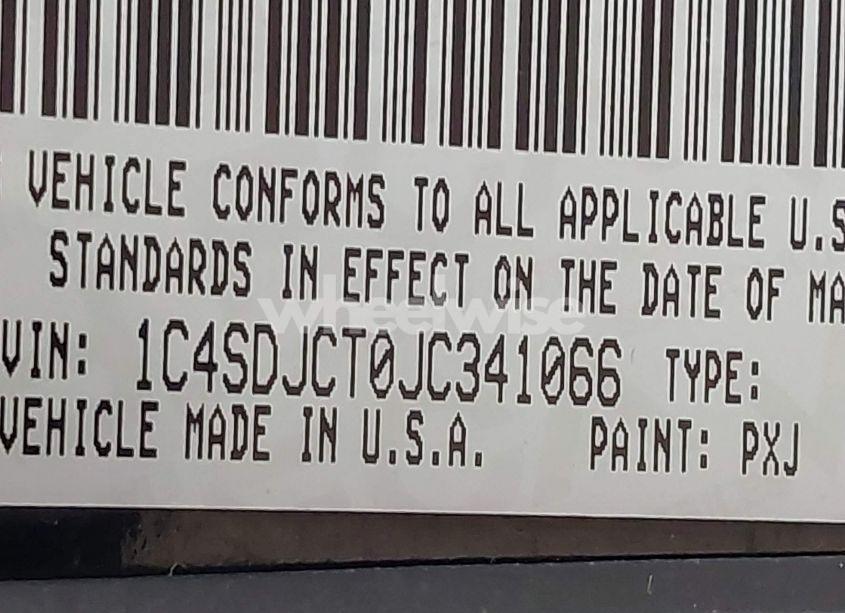 VEHICLE CONFORMS TO ALL APPLICABLE U.S
STANDARDS IN EFFECT ON THE DATE OF MA
wheelwise
VIN: 1C4SDJCT0JC341066 TYPE:
VEHICLE MADE IN U.S.A. PAINT: PXJ